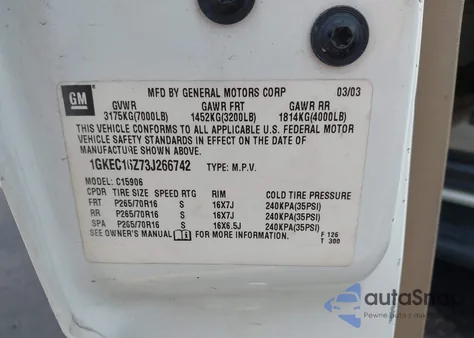 GM
MFD BY GENERAL MOTORS CORP 03/03
GVWR GAWR FRT GAWR RR
3175KG(7000LB) 1452KG(3200LB) 1814KG(4000LB)
THIS VEHICLE CONFORMS TO ALL APPLICABLE U.S. FEDERAL MOTOR
VEHICLE SAFETY STANDARDS IN EFFECT ON THE DATE OF
MANUFACTURE SHOWN ABOVE.
1GKEC16Z73J266742 TYPE: M.P.V.
MODEL: C15906
CPDR TIRE SIZE SPEED RTG RIM COLD TIRE PRESSURE
FRT P265/70R16 S 16X7J 240KPA(35PSI)
RR P265/70R16 S 16X7J 240KPA(35PSI)
SPA P265/70R16 S 16X6.5J 240KPA(35PSI)
SEE OWNER'S MANUAL FOR MORE INFORMATION. F 126
T 300
autoSnap
Pewne auta z